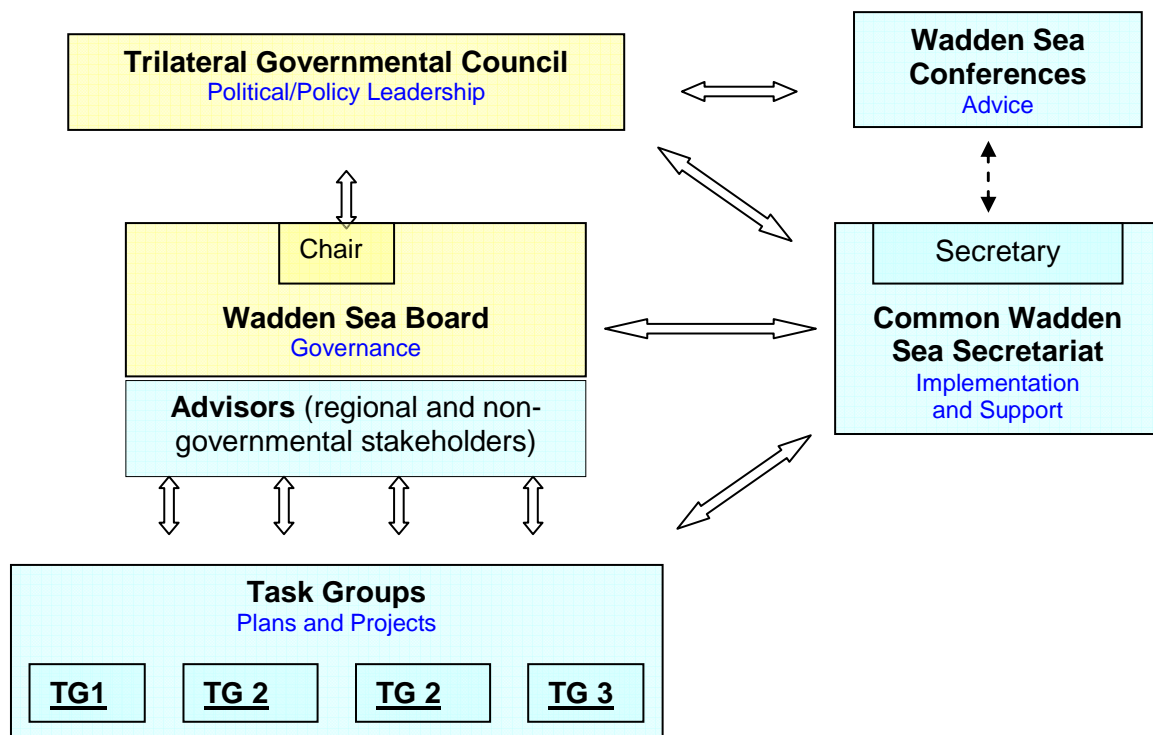 Trilateral Governmental Council
Political/Policy Leadership
Wadden Sea
Conferences
Advice
Chair
Wadden Sea Board
Governance
Secretary
Common Wadden
Sea Secretariat
Implementation
and Support
Advisors (regional and non-
governmental stakeholders)
Task Groups
Plans and Projects
TG1
TG 2
TG 2
TG 3